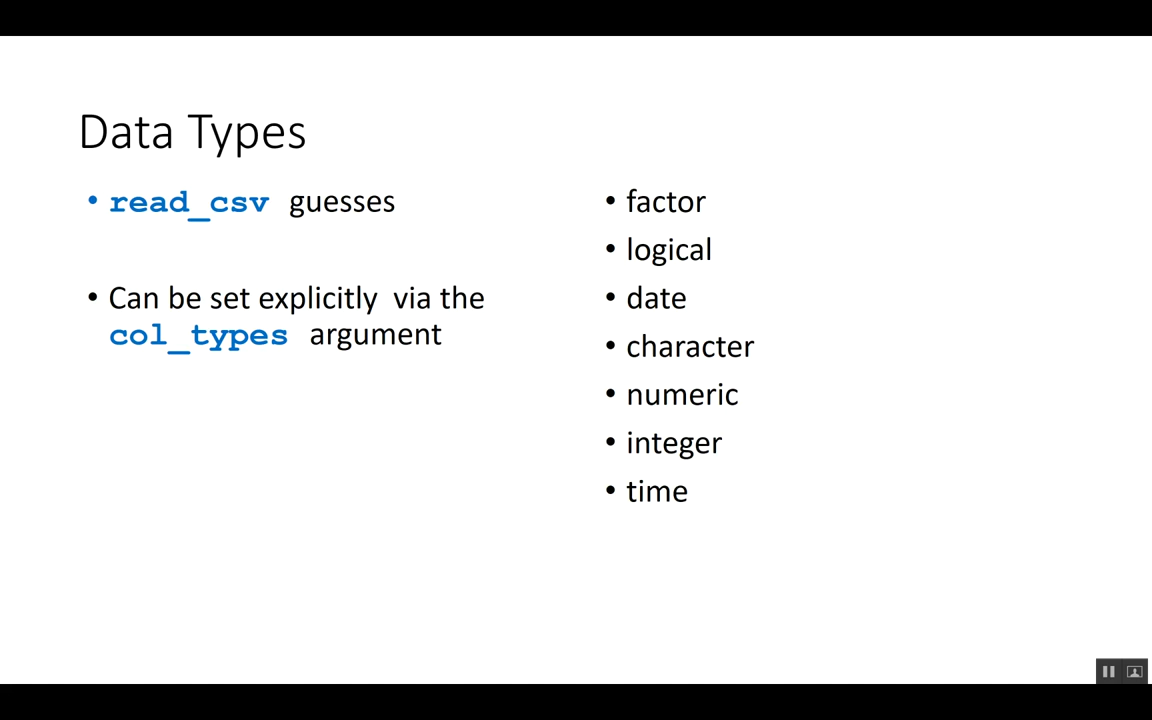 Data Types
• read_csv guesses
• Can be set explicitly via the
col_types argument
• factor
• logical
• date
• character
• numeric
• integer
• time